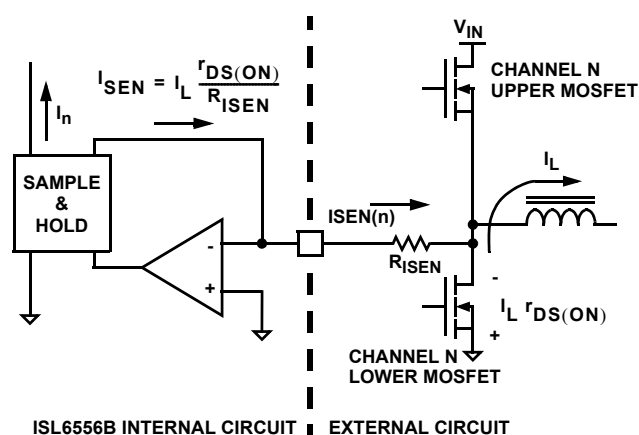 V_IN
I_SEN = I_L r_DS(ON) / R_ISEN
CHANNEL N
UPPER MOSFET
I_n
I_L
SAMPLE
&
HOLD
ISEN(n)
-
+
R_ISEN
-
I_L r_DS(ON)
+
CHANNEL N
LOWER MOSFET
ISL6556B INTERNAL CIRCUIT
EXTERNAL CIRCUIT